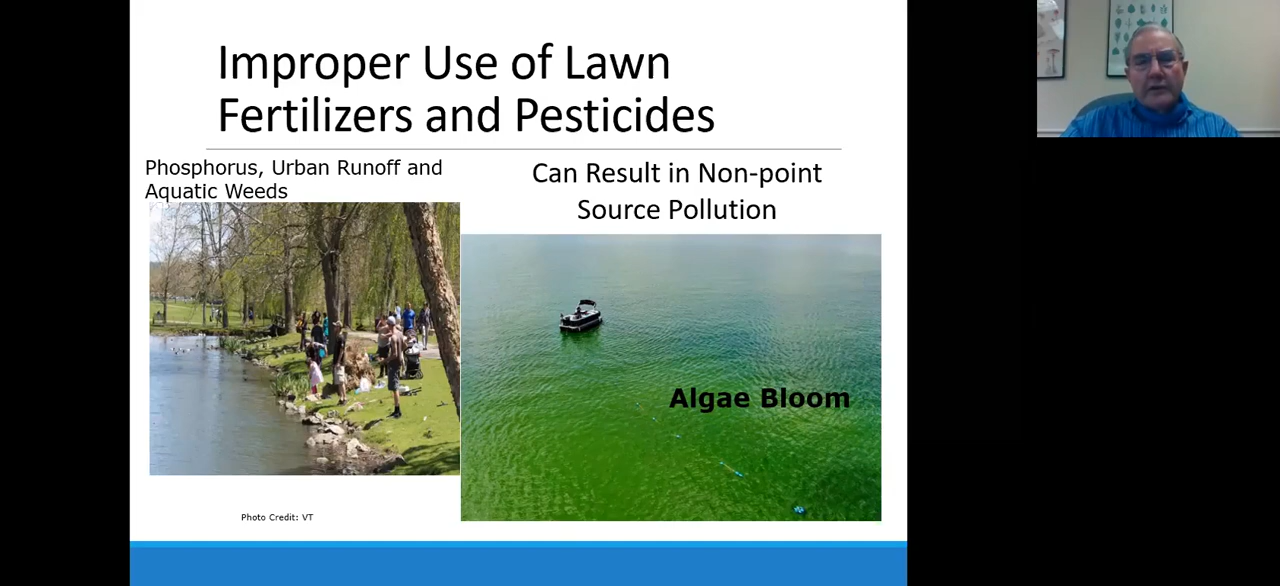 Improper Use of Lawn
Fertilizers and Pesticides
Phosphorus, Urban Runoff and
Aquatic Weeds
Can Result in Non-point
Source Pollution
Algae Bloom
Photo Credit: VT